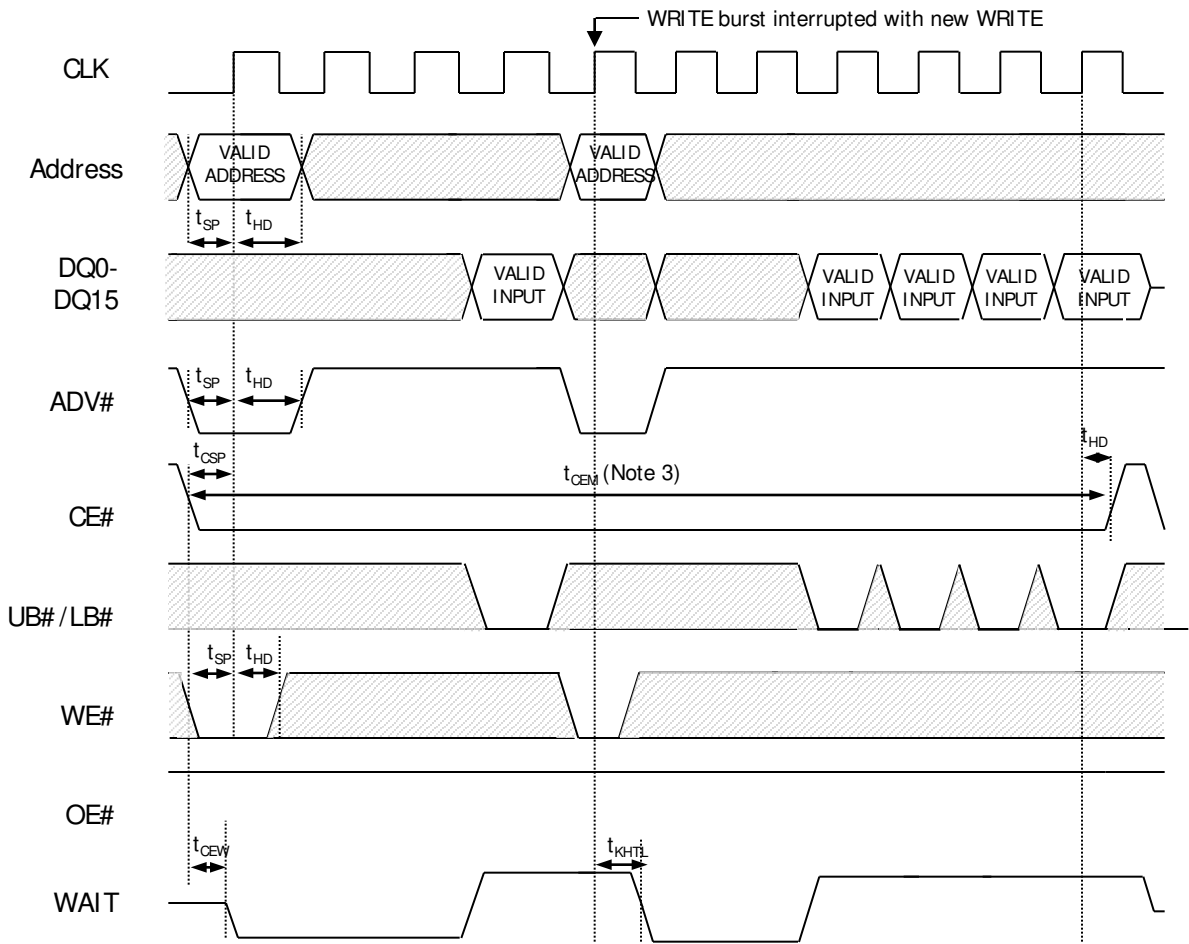 WRITE burst interrupted with new WRITE
CLK
Address
VALID
ADDRESS
VALID
ADDRESS
tSP
tHD
DQ0-
DQ15
VALID
INPUT
VALID
INPUT
VALID
INPUT
VALID
INPUT
VALID
INPUT
ADV#
tSP
tHD
tHD
tCSP
tCEM (Note 3)
CE#
UB# / LB#
tSP
tHD
WE#
OE#
tCEW
tKHTL
WAIT